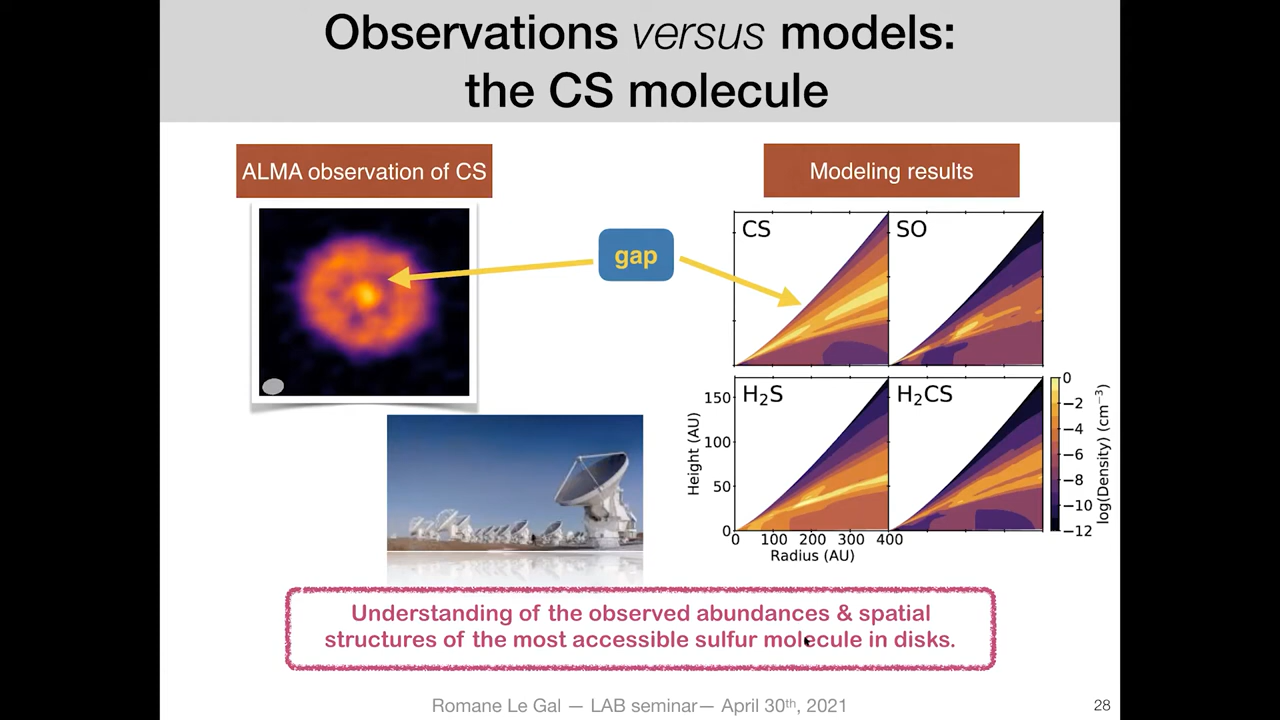 Observations versus models:
the CS molecule
ALMA observation of CS
Modeling results
gap
CS
SO
H₂S
H₂CS
150
100
50
0
Height (AU)
0 100 200 300 400
Radius (AU)
0
−2
−4
−6
−8
−10
−12
log(Density) (cm⁻³)
Understanding of the observed abundances & spatial
structures of the most accessible sulfur molecule in disks.
Romane Le Gal — LAB seminar— April 30th, 2021
28